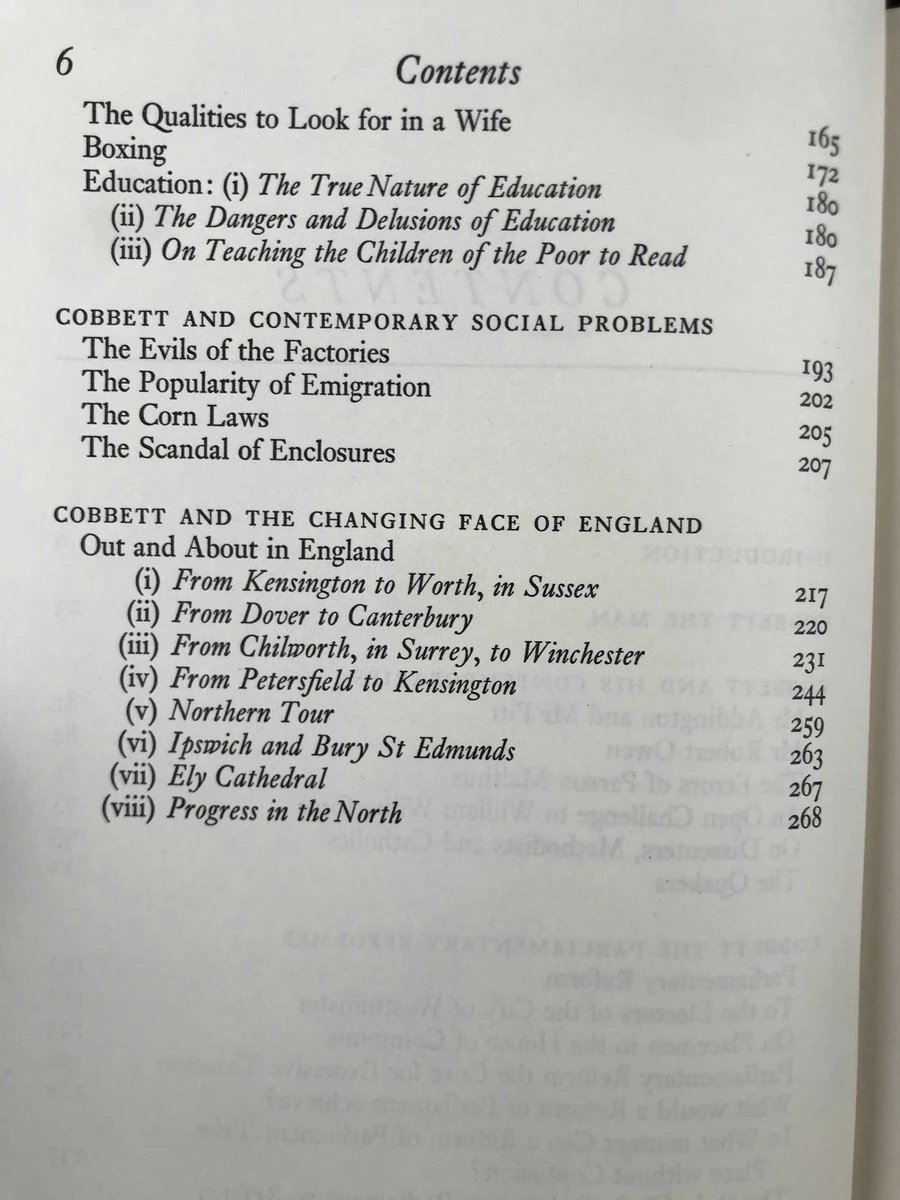 6 Contents
The Qualities to Look for in a Wife 165
Boxing 172
Education: (i) The True Nature of Education 180
(ii) The Dangers and Delusions of Education 180
(iii) On Teaching the Children of the Poor to Read 187
COBBETT AND CONTEMPORARY SOCIAL PROBLEMS
The Evils of the Factories 193
The Popularity of Emigration 202
The Corn Laws 205
The Scandal of Enclosures 207
COBBETT AND THE CHANGING FACE OF ENGLAND
Out and About in England
(i) From Kensington to Worth, in Sussex 217
(ii) From Dover to Canterbury 220
(iii) From Chilworth, in Surrey, to Winchester 231
(iv) From Petersfield to Kensington 244
(v) Northern Tour 259
(vi) Ipswich and Bury St Edmunds 263
(vii) Ely Cathedral 267
(viii) Progress in the North 268